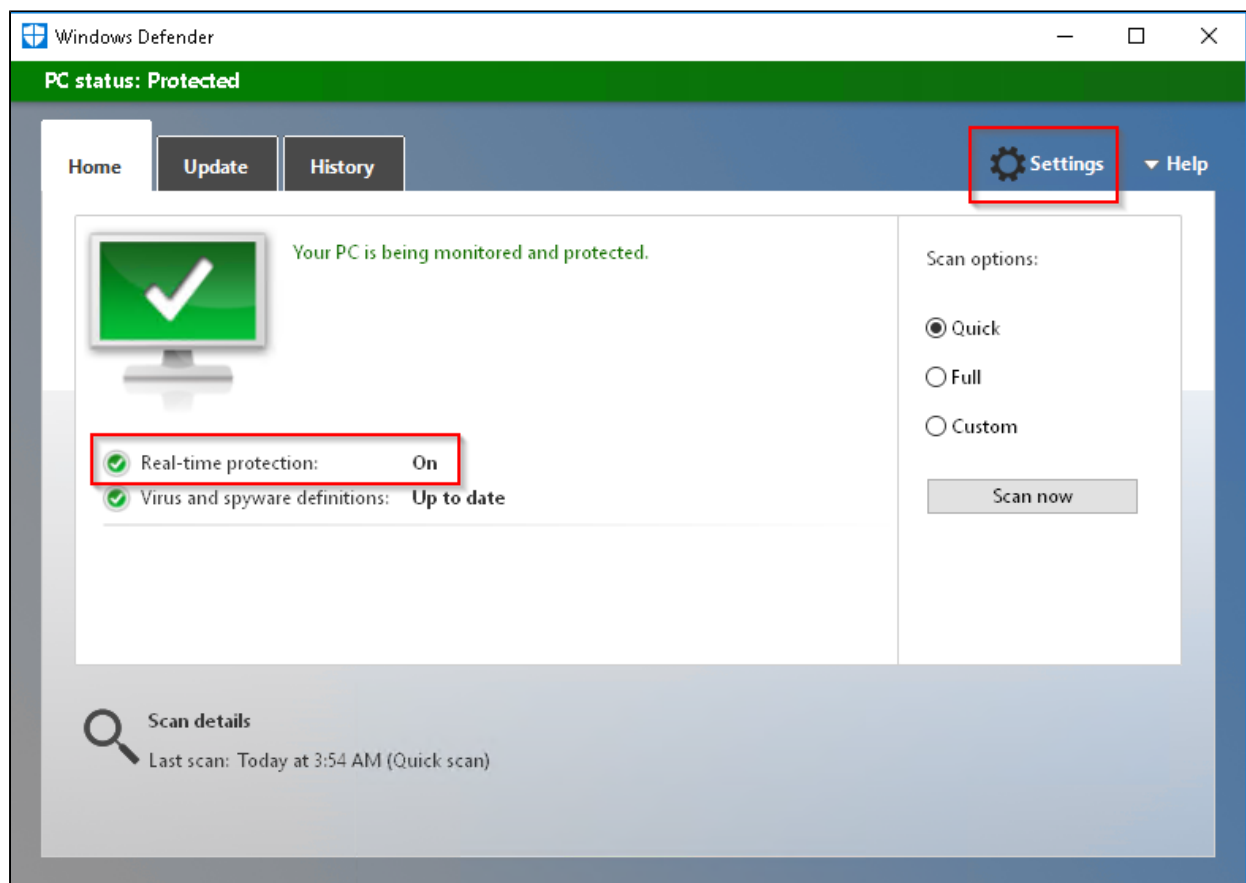 Windows Defender
PC status: Protected
Home Update History Settings Help
Your PC is being monitored and protected.
Scan options:
Quick
Full
Custom
Real-time protection: On
Virus and spyware definitions: Up to date
Scan now
Scan details
Last scan: Today at 3:54 AM (Quick scan)